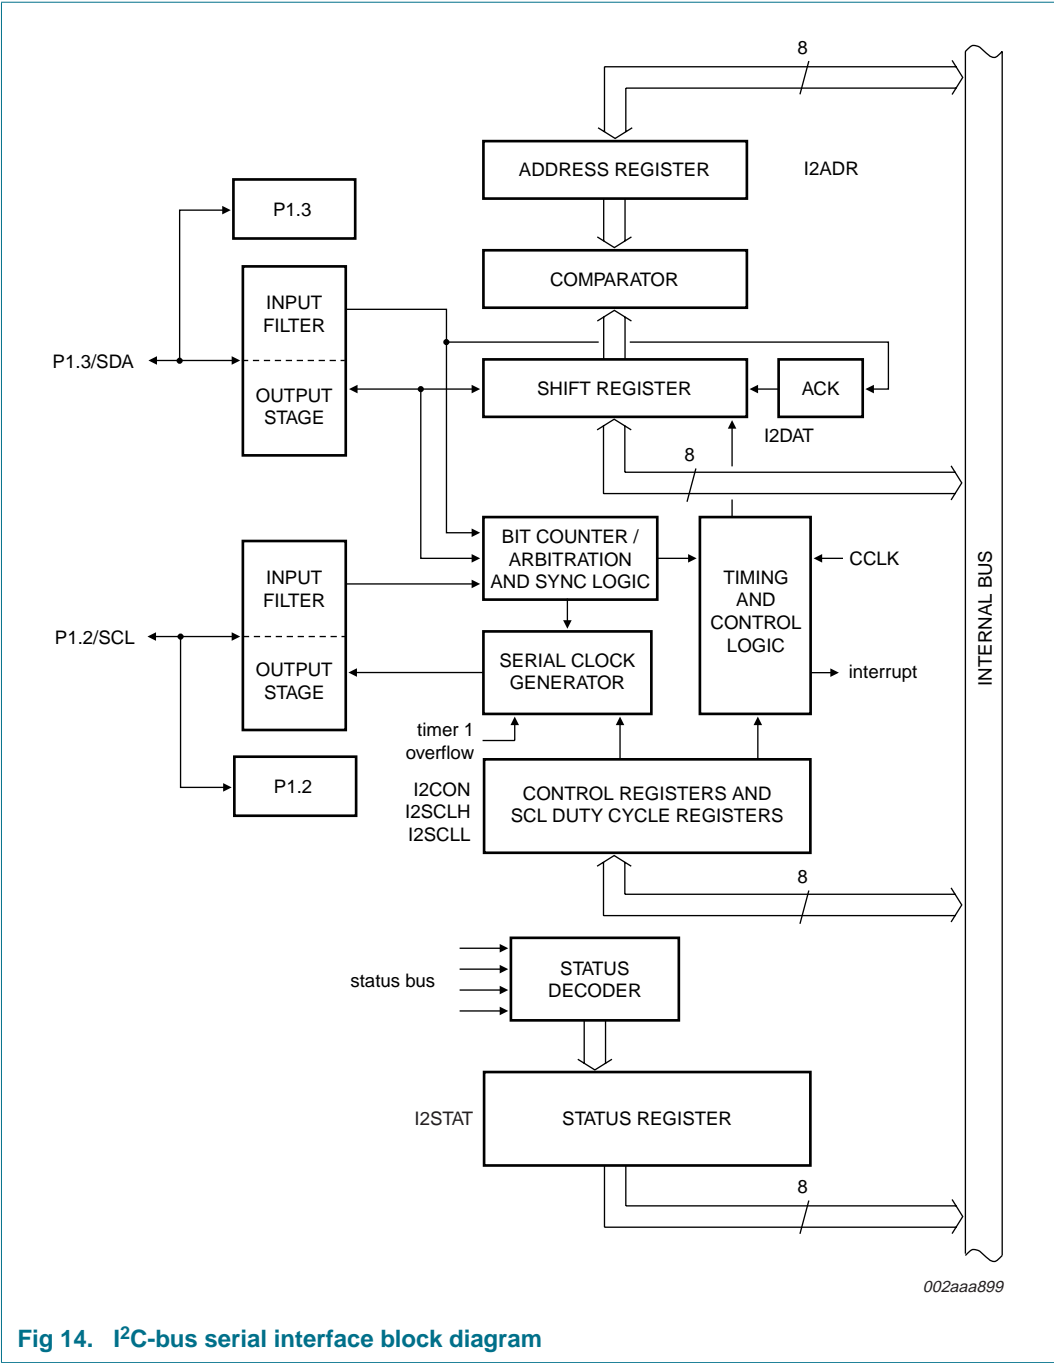 8
ADDRESS REGISTER
I2ADR
P1.3
COMPARATOR
INPUT
FILTER
P1.3/SDA
OUTPUT
STAGE
SHIFT REGISTER
ACK
I2DAT
8
BIT COUNTER /
ARBITRATION
AND SYNC LOGIC
TIMING
AND
CONTROL
LOGIC
CCLK
INTERNAL BUS
INPUT
FILTER
P1.2/SCL
OUTPUT
STAGE
SERIAL CLOCK
GENERATOR
interrupt
timer 1
overflow
P1.2
I2CON
I2SCLH
I2SCLL
CONTROL REGISTERS AND
SCL DUTY CYCLE REGISTERS
8
status bus
STATUS
DECODER
I2STAT
STATUS REGISTER
8
002aaa899
Fig 14. I²C-bus serial interface block diagram